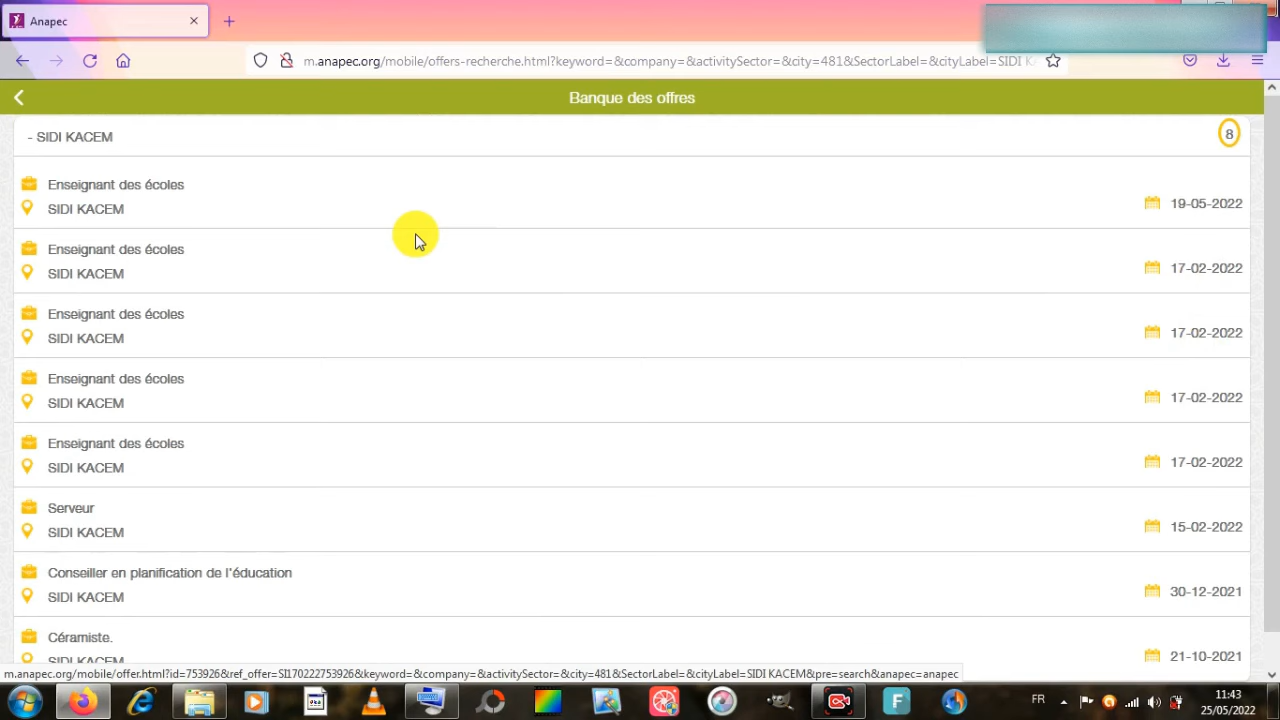 Anapec
m.anapec.org/mobile/offers-recherche.html?keyword=&company=&activitySector=&city=481&SectorLabel=&cityLabel=SIDI K
Banque des offres
- SIDI KACEM
8
Enseignant des écoles
SIDI KACEM
19-05-2022
Enseignant des écoles
SIDI KACEM
17-02-2022
Enseignant des écoles
SIDI KACEM
17-02-2022
Enseignant des écoles
SIDI KACEM
17-02-2022
Enseignant des écoles
SIDI KACEM
17-02-2022
Serveur
SIDI KACEM
15-02-2022
Conseiller en planification de l'éducation
SIDI KACEM
30-12-2021
Céramiste.
SIDI KACEM
21-10-2021
m.anapec.org/mobile/offer.html?id=753926&ref_offer=SI170222753926&keyword=&company=&activitySector=&city=481&SectorLabel=&cityLabel=SIDI KACEM&pre=search&anapec=anapec
FR
11:43
25/05/2022